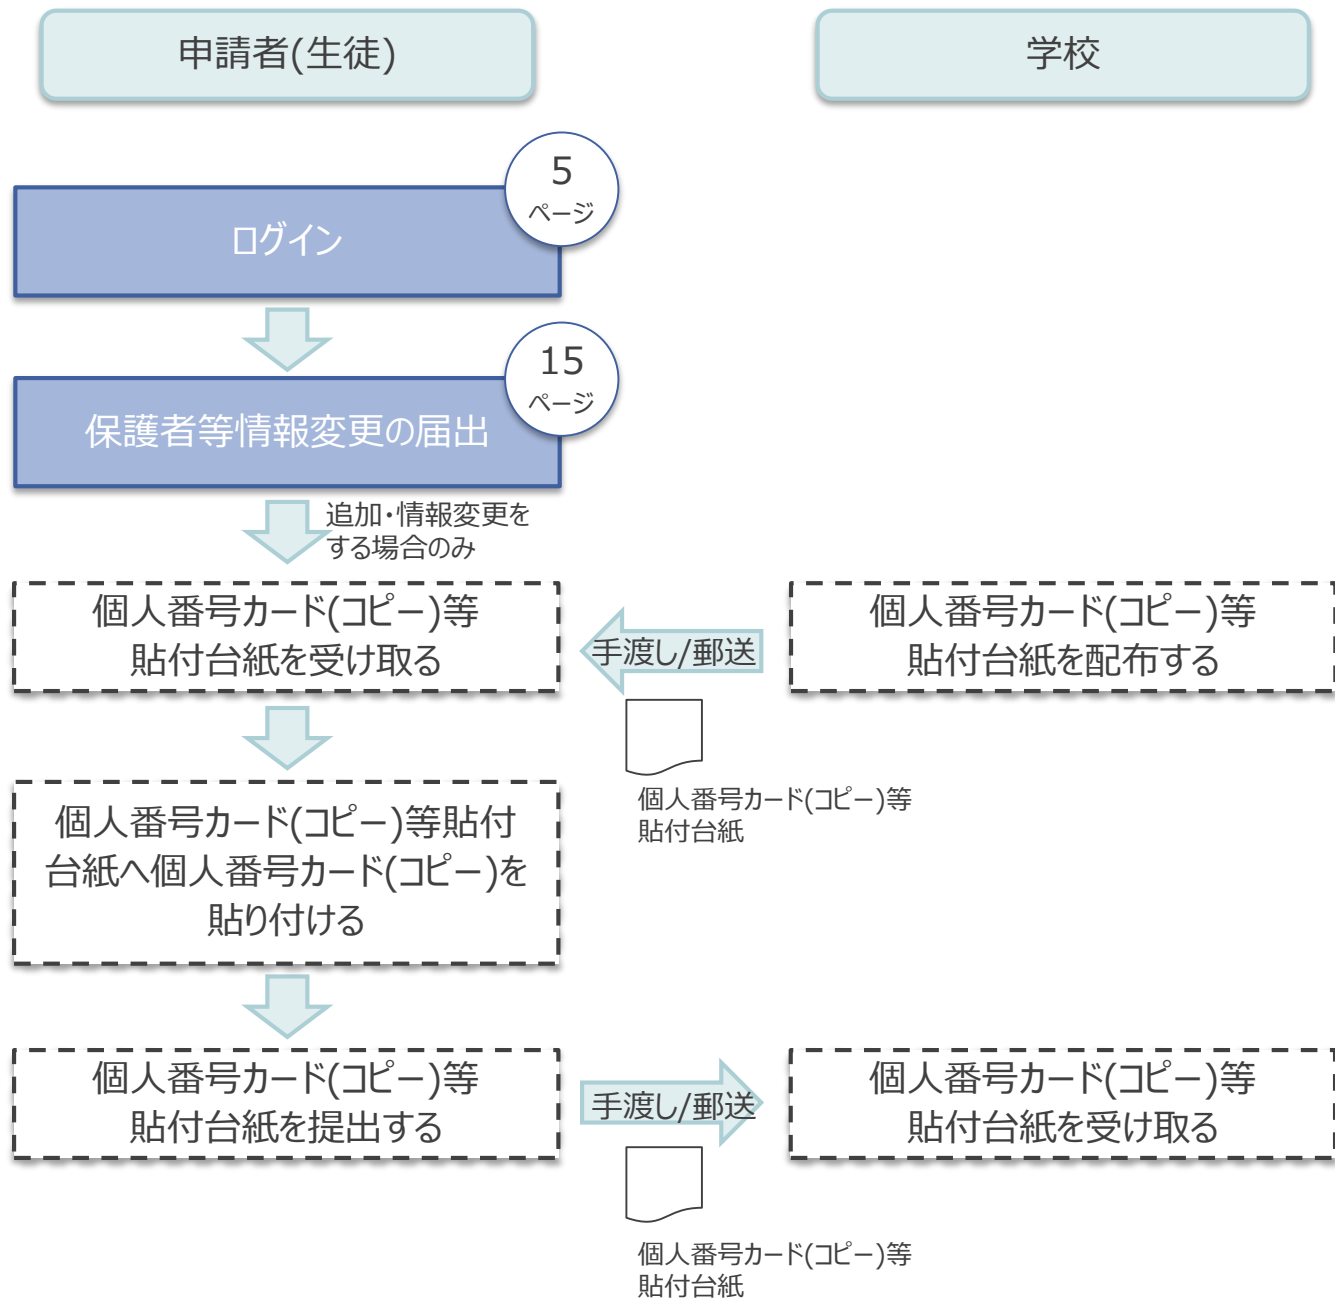 申請者(生徒)
学校
5
ページ
ログイン
15
ページ
保護者等情報変更の届出
追加・情報変更を
する場合のみ
個人番号カード(コピー)等
貼付台紙を受け取る
手渡し/郵送
個人番号カード(コピー)等
貼付台紙を配布する
個人番号カード(コピー)等
貼付台紙
個人番号カード(コピー)等貼付
台紙へ個人番号カード(コピー)を
貼り付ける
個人番号カード(コピー)等
貼付台紙を提出する
手渡し/郵送
個人番号カード(コピー)等
貼付台紙を受け取る
個人番号カード(コピー)等
貼付台紙